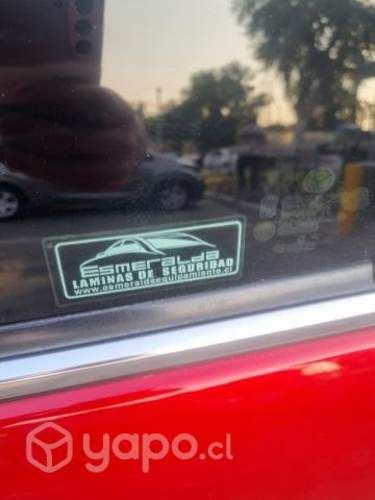 Esmeralda
LAMINAS DE SEGURIDAD
www.esmeraldaequipamiento.cl
yapo.cl